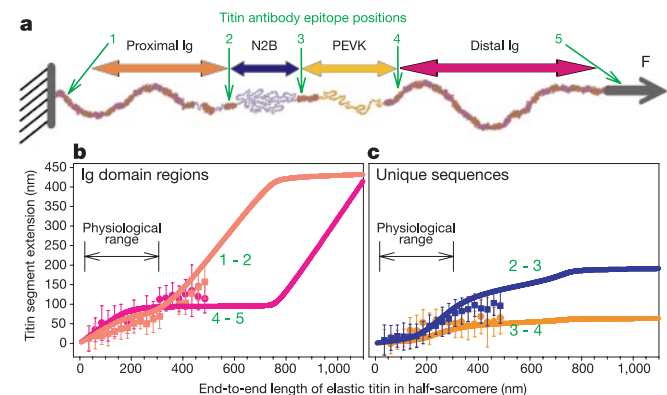 a
Titin antibody epitope positions
1 2 3 4 5
Proximal Ig N2B PEVK Distal Ig F
b
c
Titin segment extension (nm)
450
400
350
300
250
200
150
100
50
0
Ig domain regions
Physiological
range
1 - 2
4 - 5
Unique sequences
Physiological
range
2 - 3
3 - 4
0 200 400 600 800 1,000
0 200 400 600 800 1,000
End-to-end length of elastic titin in half-sarcomere (nm)